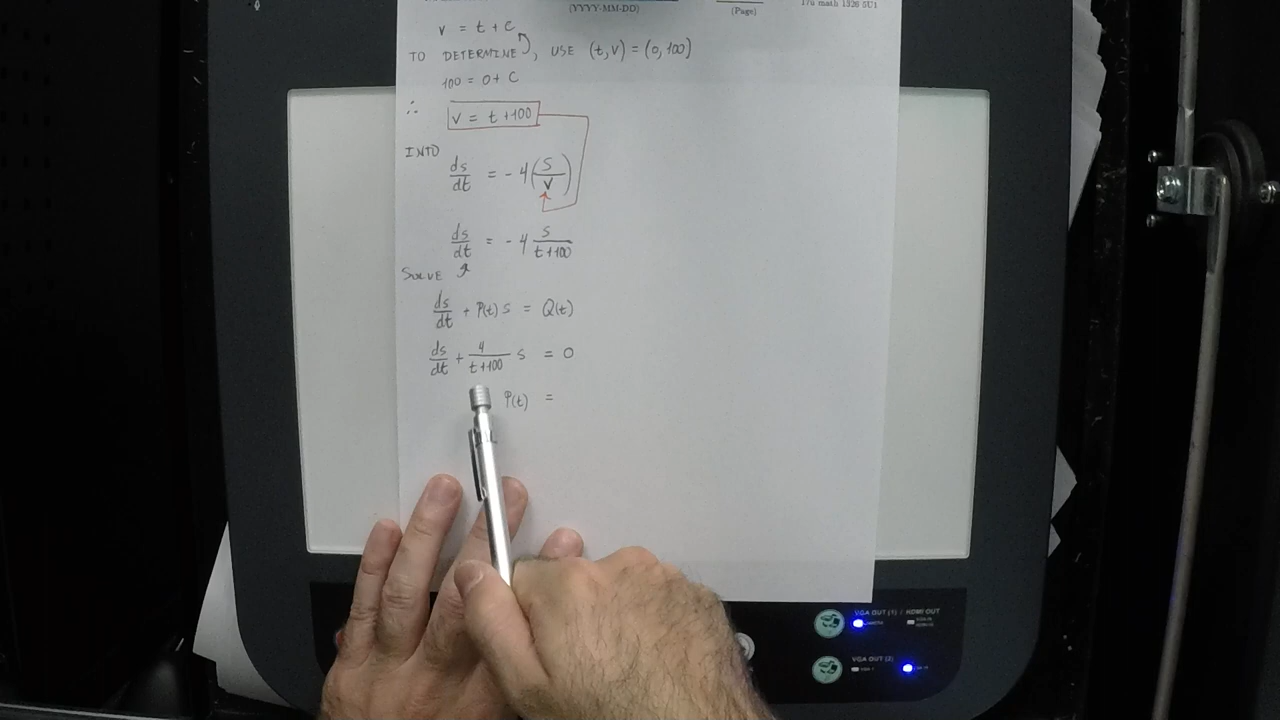 (YYYY-MM-DD)
(Page)
170 math 1326 5U1
v = t + C
TO DETERMINE, USE (t,v) = (0,100)
100 = 0 + C
∴ v = t+100
INTO
ds/dt = -4(s/v)
ds/dt = -4 s/(t+100)
SOLVE
ds/dt + P(t) s = Q(t)
ds/dt + 4/(t+100) s = 0
P(t) =
VGA OUT (1) / HDMI OUT
VGA OUT (2)